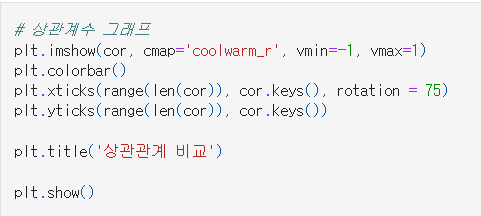 # 상관계수 그래프
plt.imshow(cor, cmap='coolwarm_r', vmin=-1, vmax=1)
plt.colorbar()
plt.xticks(range(len(cor)), cor.keys(), rotation = 75)
plt.yticks(range(len(cor)), cor.keys())
plt.title('상관관계 비교')
plt.show()